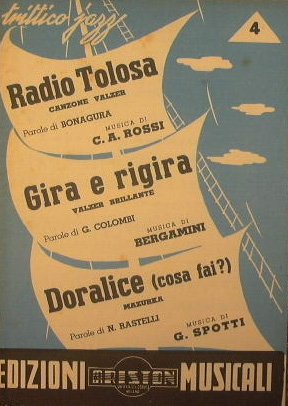 trittico jazz
4
Radio Tolosa
CANZONE VALZER
Parole di BONAGURA
MUSICA DI
C. A. ROSSI
Gira e rigira
VALZER BRILLANTE
Parole di G. COLOMBI
MUSICA DI
BERGAMINI
Doralice (cosa fai?)
MAZURKA
Parole di N. RASTELLI
MUSICA DI
G. SPOTTI
EDIZIONI ARISTON MUSICALI